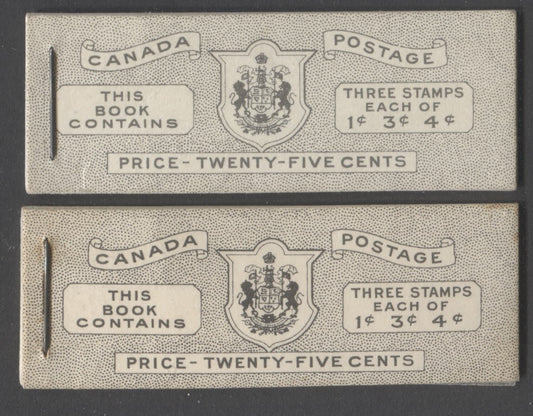 CANADA POSTAGE
THIS
BOOK
CONTAINS
THREE STAMPS
EACH OF
1¢ 3¢ 4¢
PRICE - TWENTY-FIVE CENTS
CANADA POSTAGE
THIS
BOOK
CONTAINS
THREE STAMPS
EACH OF
1¢ 3¢ 4¢
PRICE - TWENTY-FIVE CENTS